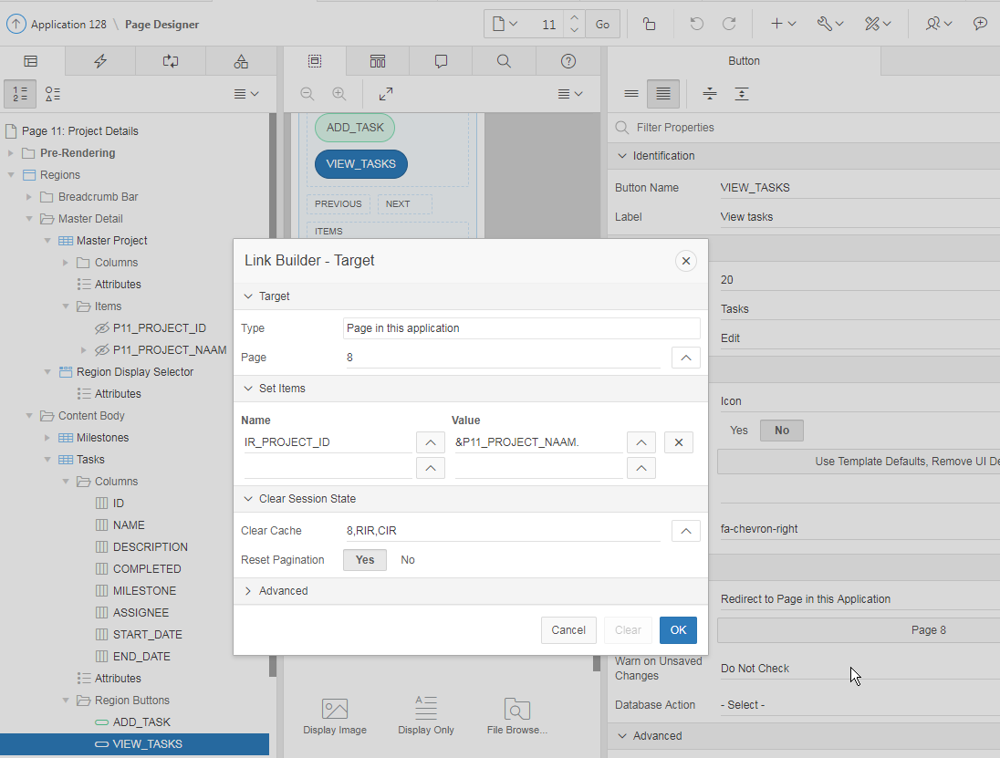 Application 128 \ Page Designer
11
Go
Button
Page 11: Project Details
Pre-Rendering
Regions
Breadcrumb Bar
Master Detail
Master Project
Columns
Attributes
Items
P11_PROJECT_ID
P11_PROJECT_NAAM
Region Display Selector
Attributes
Content Body
Milestones
Tasks
Columns
ID
NAME
DESCRIPTION
COMPLETED
MILESTONE
ASSIGNEE
START_DATE
END_DATE
Attributes
Region Buttons
ADD_TASK
VIEW_TASKS
ADD_TASK
VIEW_TASKS
PREVIOUS NEXT
ITEMS
Link Builder - Target
Target
Type Page in this application
Page 8
Set Items
Name Value
IR_PROJECT_ID &P11_PROJECT_NAAM.
Clear Session State
Clear Cache 8,RIR,CIR
Reset Pagination Yes No
Advanced
Cancel Clear OK
Display Image Display Only File Browse...
Filter Properties
Identification
Button Name VIEW_TASKS
Label View tasks
20
Tasks
Edit
Icon
Yes No
Use Template Defaults, Remove UI De
fa-chevron-right
Redirect to Page in this Application
Page 8
Warn on Unsaved
Changes
Do Not Check
Database Action - Select -
Advanced